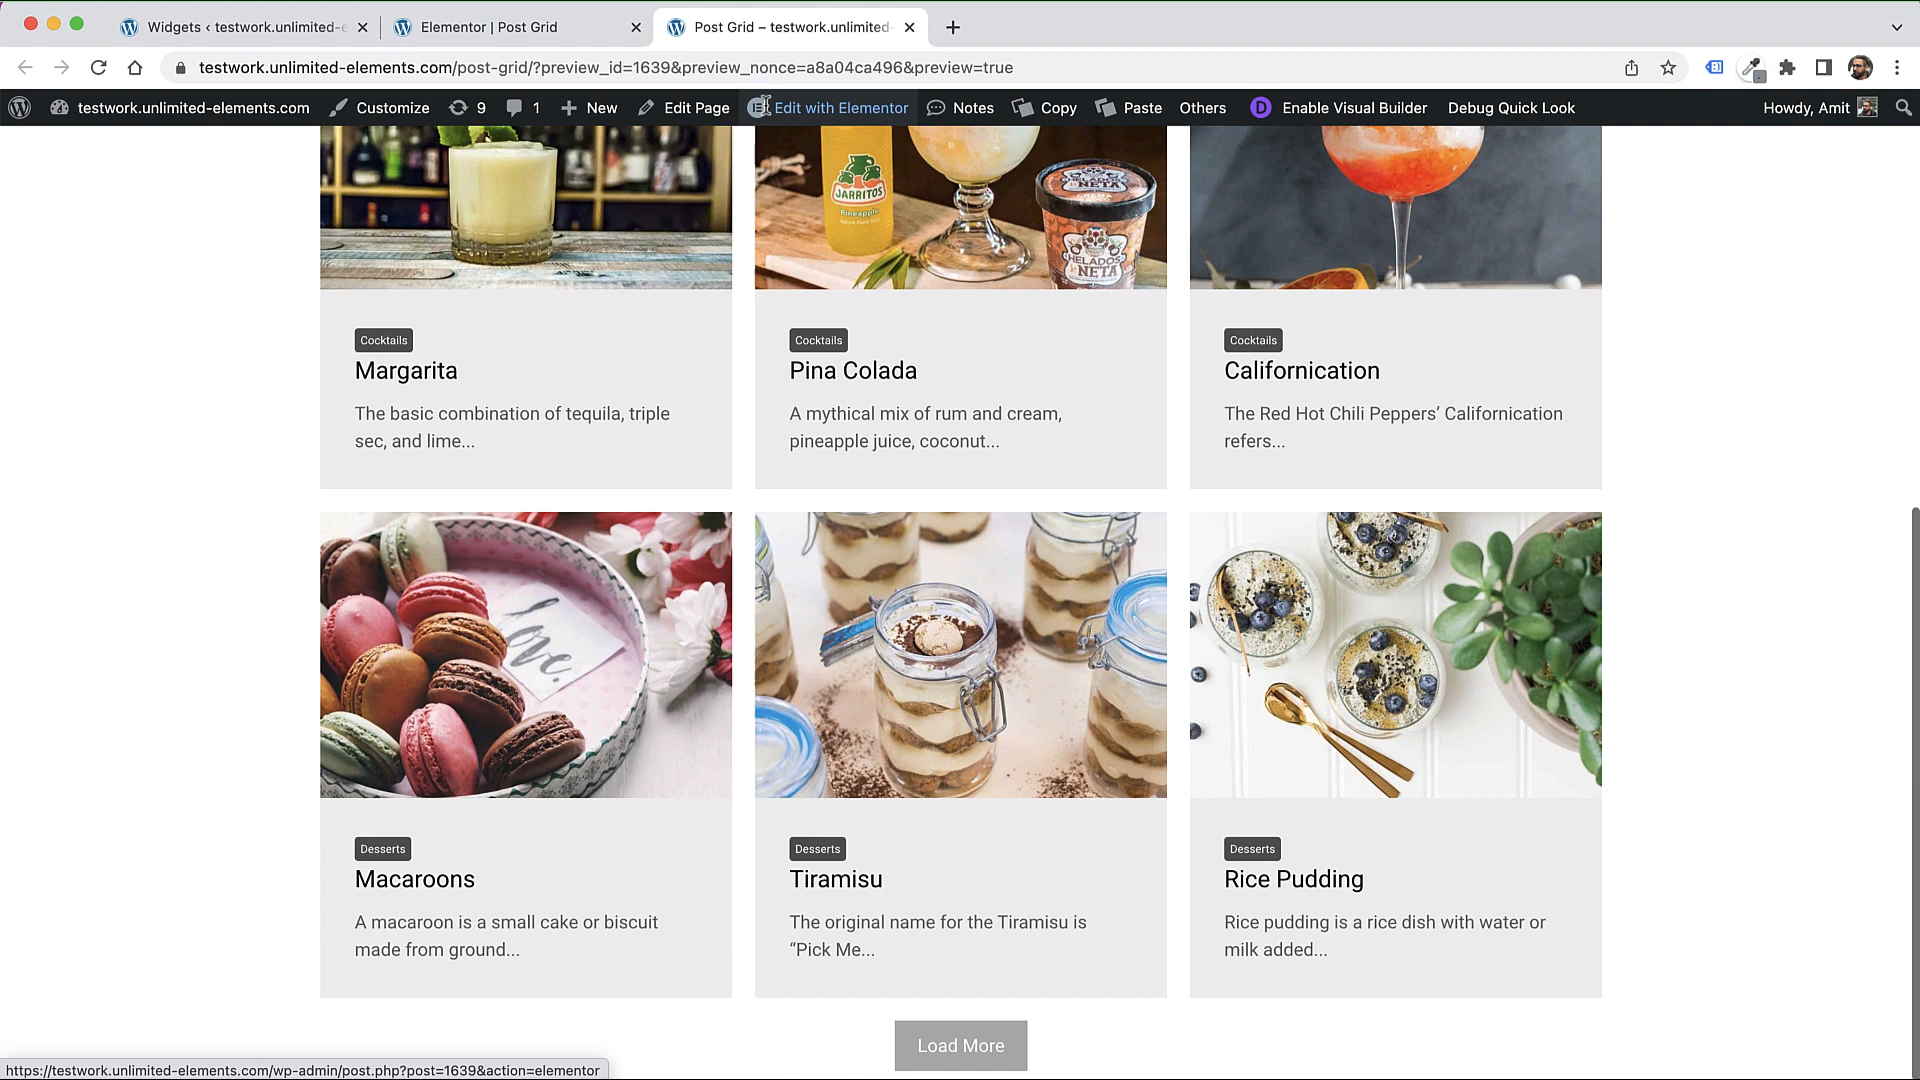 Widgets ‹ testwork.unlimited-e
Elementor | Post Grid
Post Grid – testwork.unlimited-
testwork.unlimited-elements.com/post-grid/?preview_id=1639&preview_nonce=a8a04ca496&preview=true
testwork.unlimited-elements.com Customize 9 1 New Edit Page Edit with Elementor Notes Copy Paste Others D Enable Visual Builder Debug Quick Look Howdy, Amit
JARRITOS
Pineapple
HELADOS
NETA
HELADOS
de
NETA
Cocktails
Margarita
The basic combination of tequila, triple
sec, and lime...
Cocktails
Pina Colada
A mythical mix of rum and cream,
pineapple juice, coconut...
Cocktails
Californication
The Red Hot Chili Peppers’ Californication
refers...
love.
Desserts
Macaroons
A macaroon is a small cake or biscuit
made from ground...
Desserts
Tiramisu
The original name for the Tiramisu is
“Pick Me...
Desserts
Rice Pudding
Rice pudding is a rice dish with water or
milk added...
Load More
https://testwork.unlimited-elements.com/wp-admin/post.php?post=1639&action=elementor